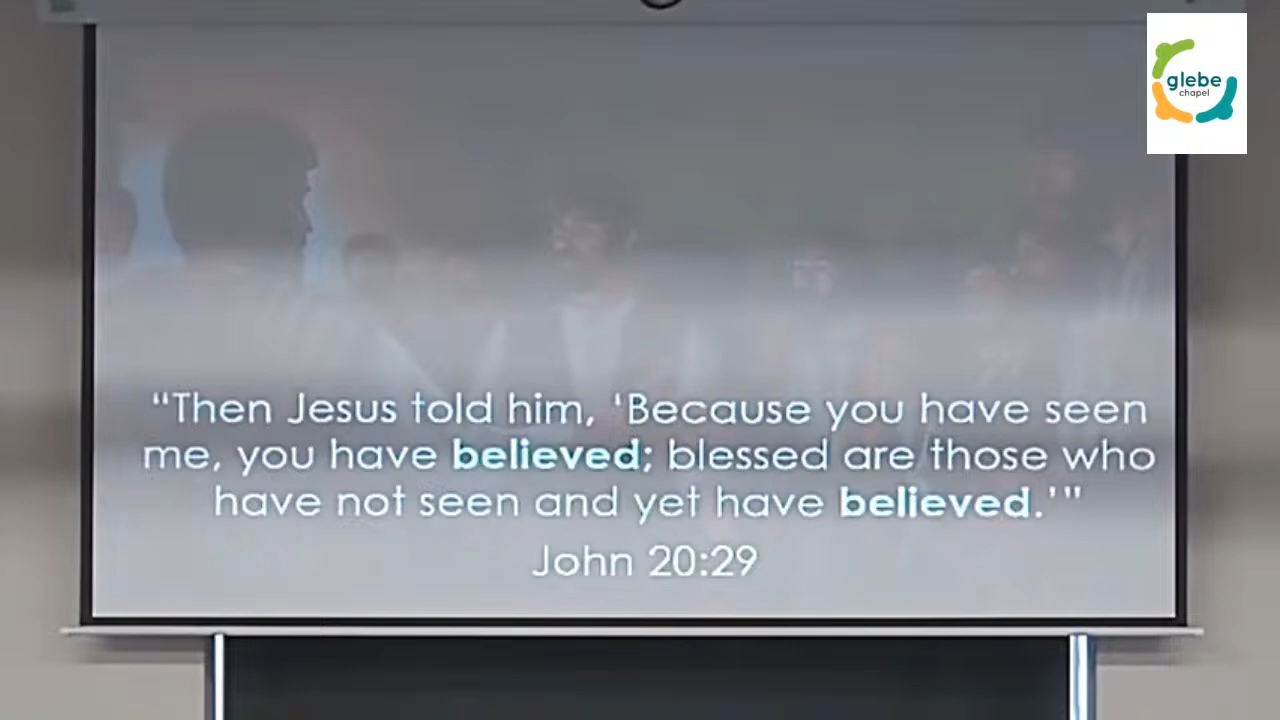 glebe
chapel
“Then Jesus told him, ‘Because you have seen
me, you have believed; blessed are those who
have not seen and yet have believed.’”
John 20:29